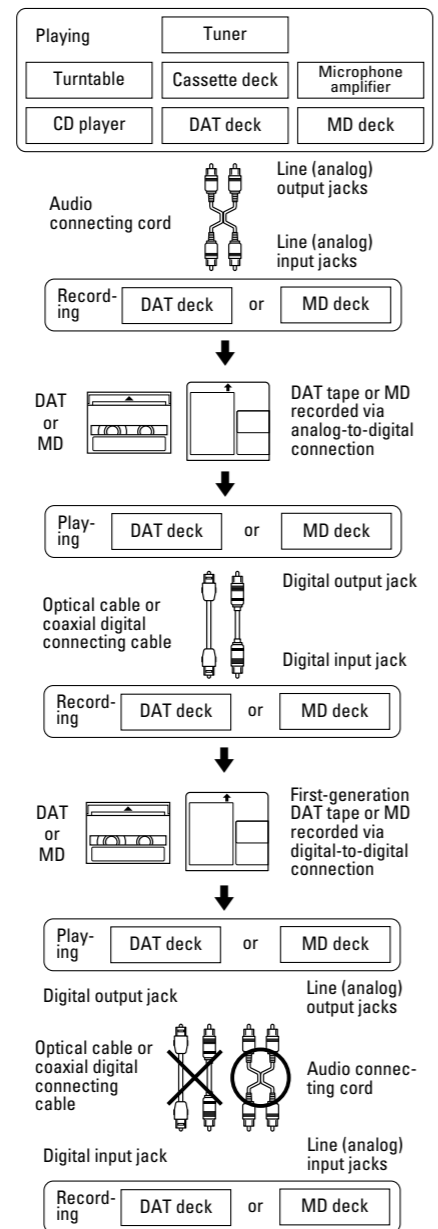 Playing
Tuner
Turntable
Cassette deck
Microphone
amplifier
CD player
DAT deck
MD deck
Line (analog)
output jacks
Audio
connecting cord
Line (analog)
input jacks
Record-
ing
DAT deck
or
MD deck
DAT
or
MD
DAT tape or MD
recorded via
analog-to-digital
connection
Play-
ing
DAT deck
or
MD deck
Digital output jack
Optical cable or
coaxial digital
connecting cable
Digital input jack
Record-
ing
DAT deck
or
MD deck
DAT
or
MD
First-generation
DAT tape or MD
recorded via
digital-to-digital
connection
Play-
ing
DAT deck
or
MD deck
Digital output jack
Line (analog)
output jacks
Optical cable or
coaxial digital
connecting
cable
Audio connec-
ting cord
Digital input jack
Line (analog)
input jacks
Record-
ing
DAT deck
or
MD deck